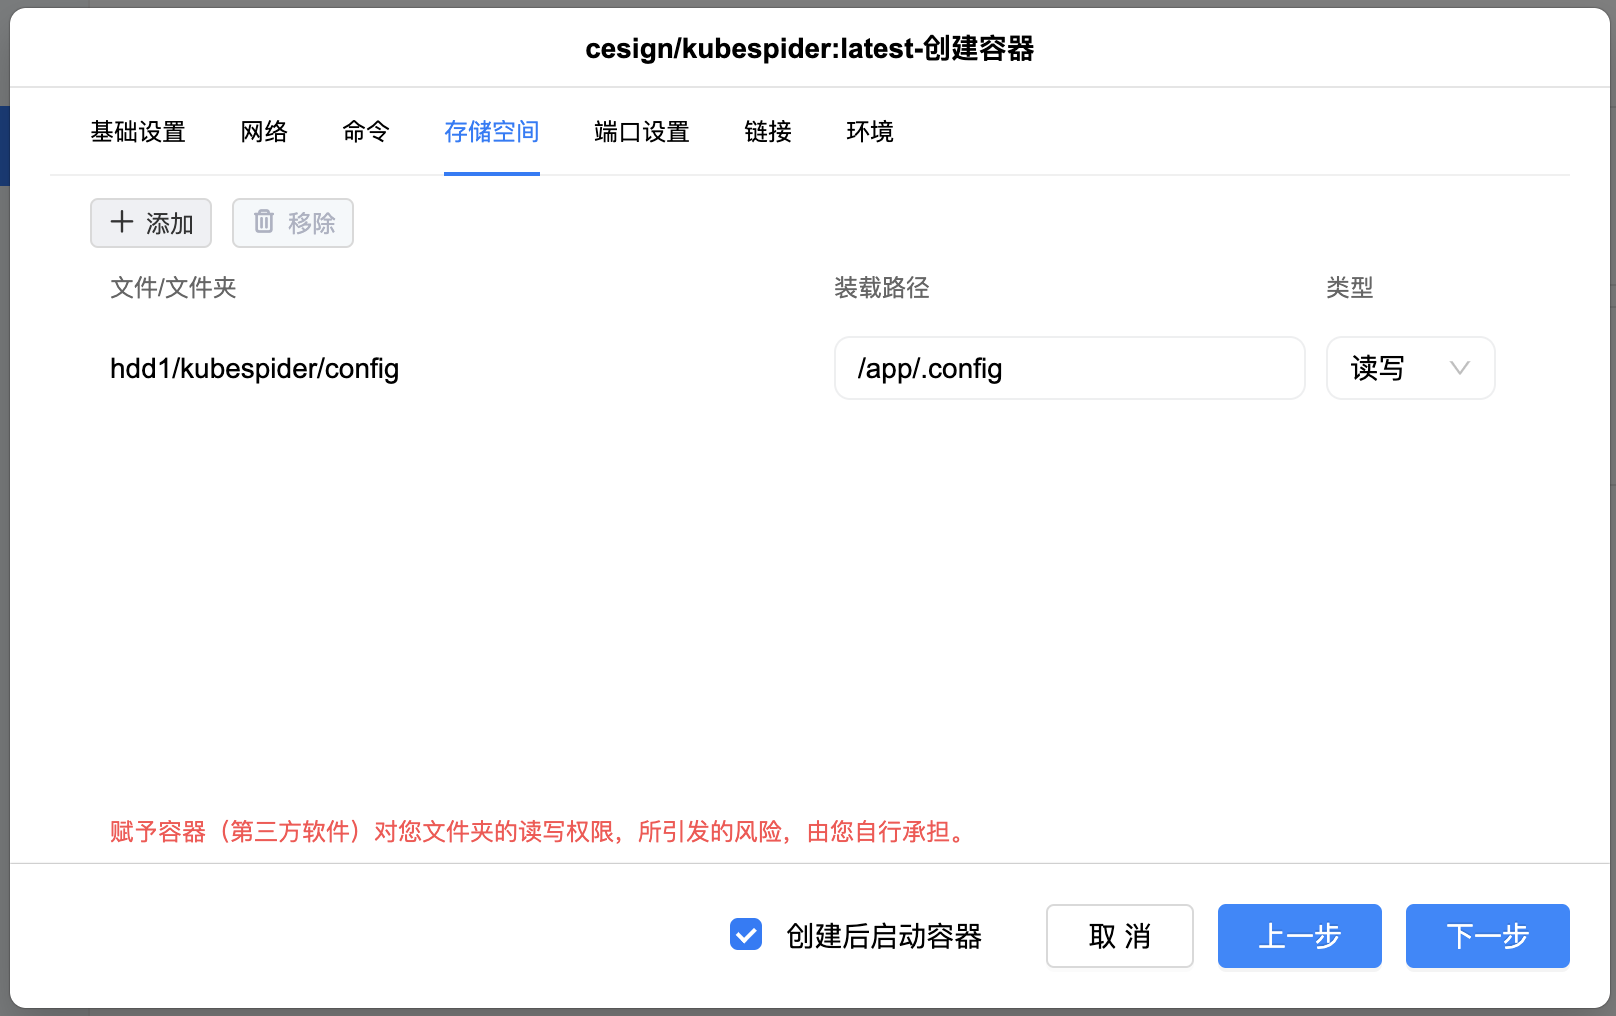 cesign/kubespider:latest-创建容器
基础设置 网络 命令 存储空间 端口设置 链接 环境
添加 移除
文件/文件夹 装载路径 类型
hdd1/kubespider/config /app/.config 读写
赋予容器（第三方软件）对您文件夹的读写权限，所引发的风险，由您自行承担。
创建后启动容器 取 消 上一步 下一步